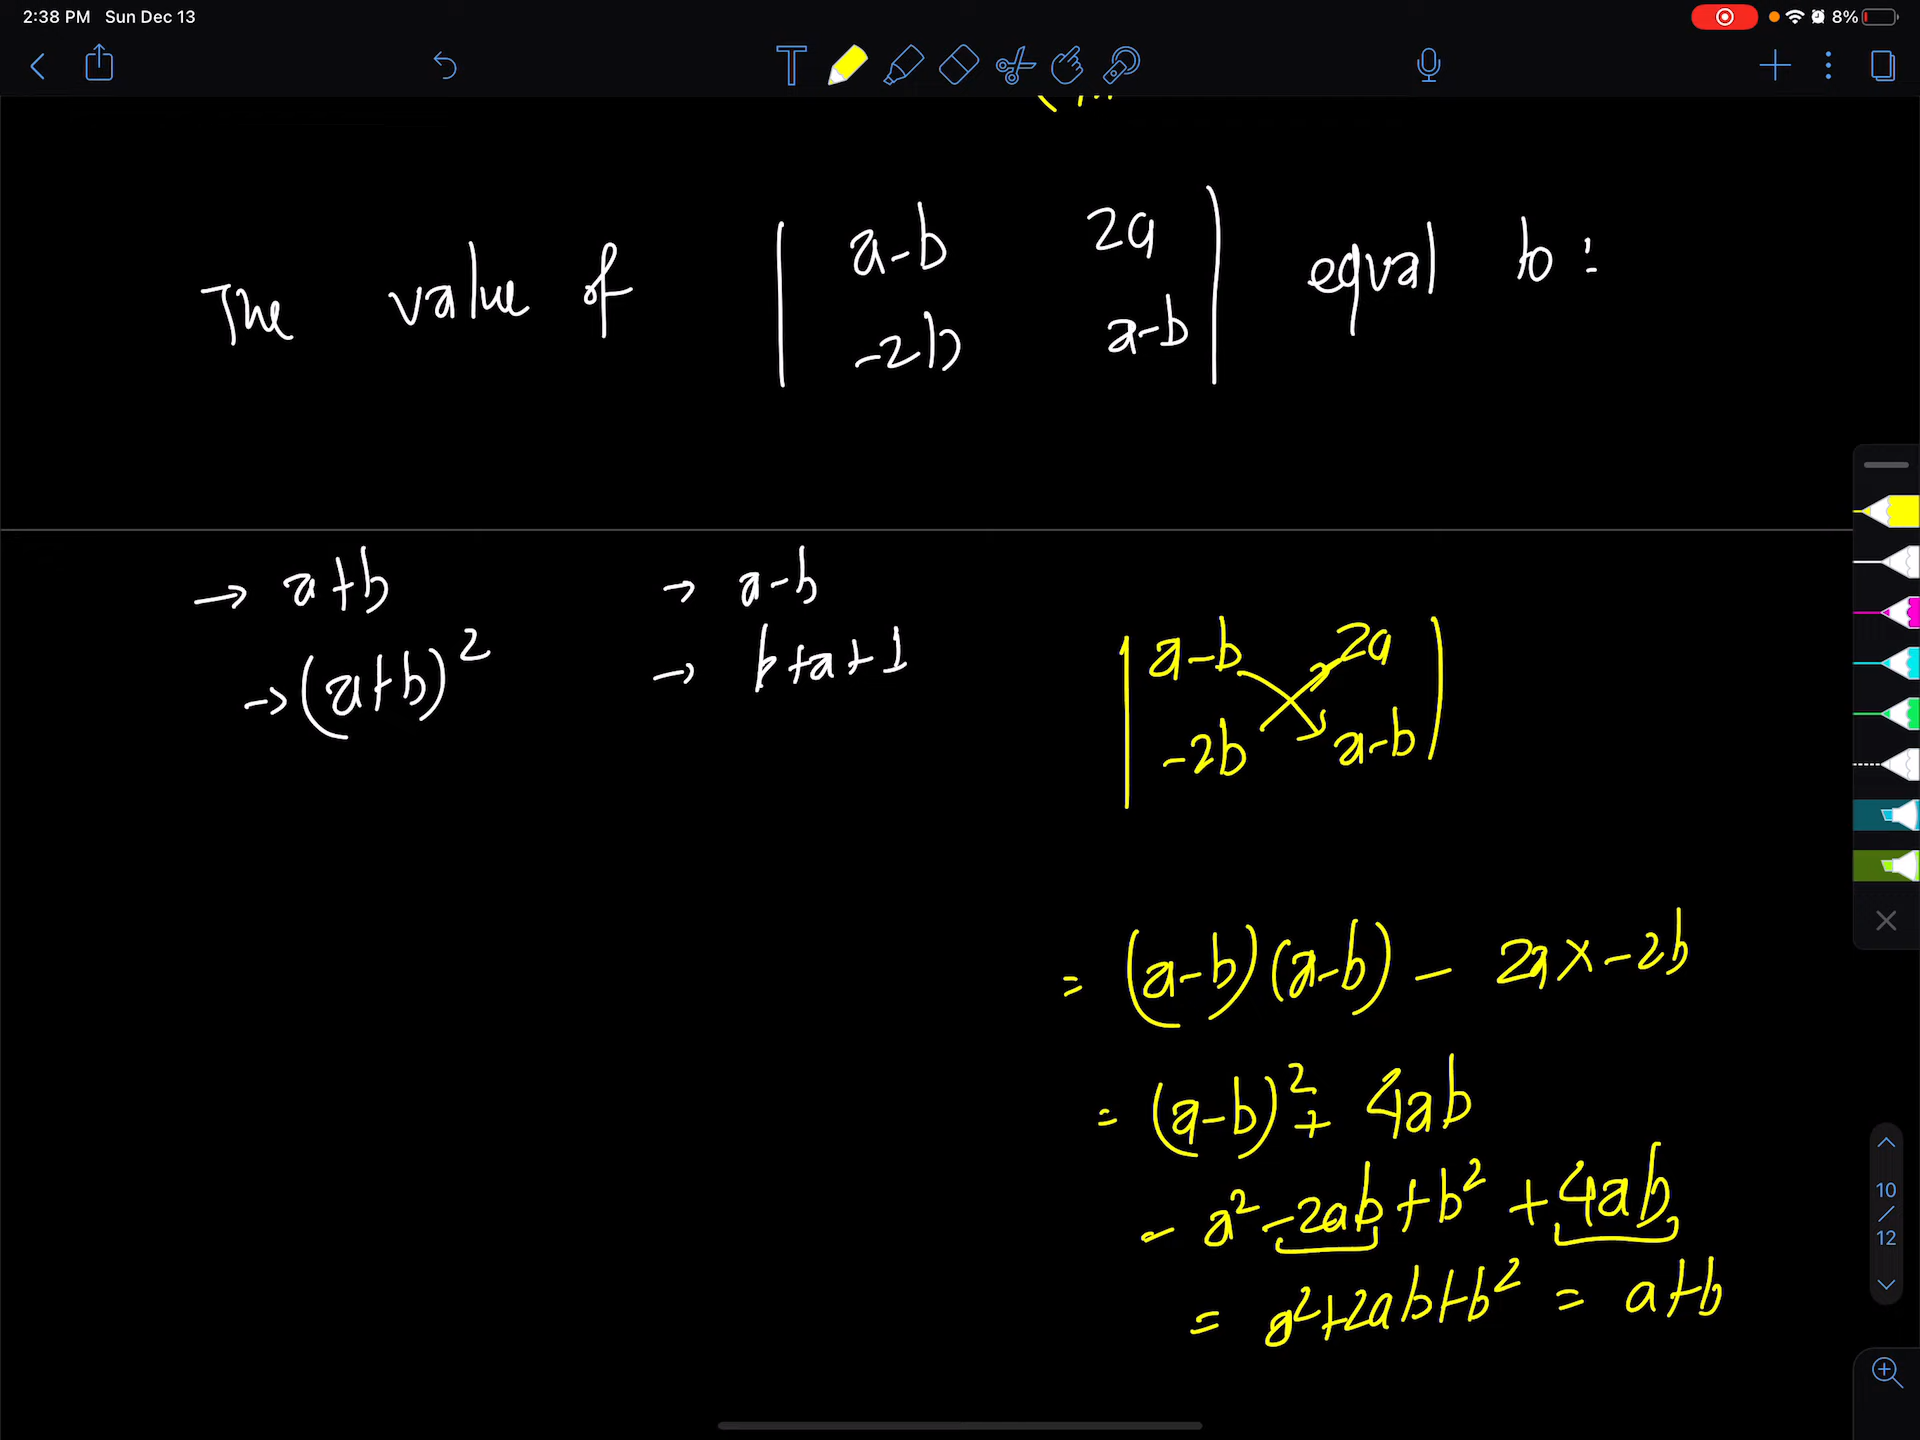 2:38 PM Sun Dec 13 8%
The value of | a-b 2a | equal to :
| -2b a-b |
→ a+b → a-b
→ (a+b)² → b+a+1
| a-b 2a |
| -2b a-b |
= (a-b)(a-b) - 2a × -2b
= (a-b)² + 4ab
- a² -2ab + b² + 4ab
= a²+2ab+b² = a+b
10
/
12